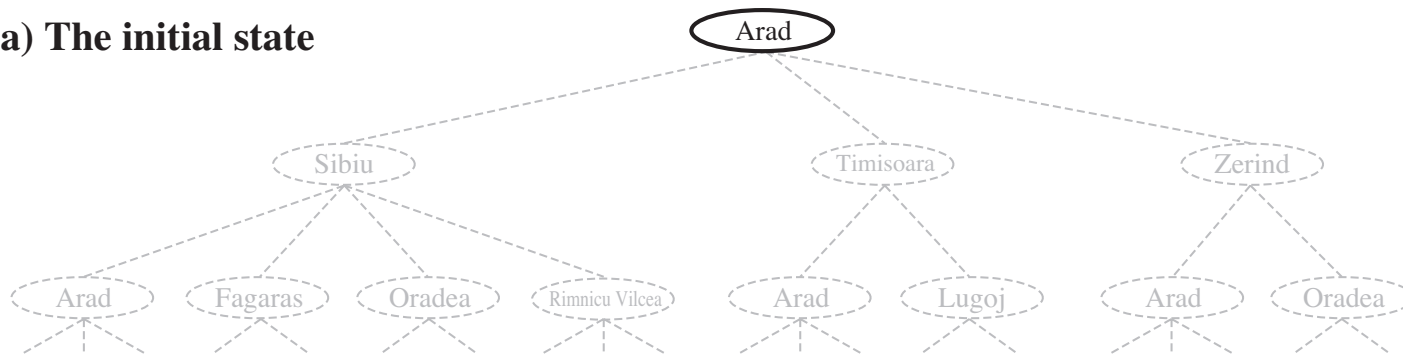 a) The initial state
Arad
Sibiu Timisoara Zerind
Arad Fagaras Oradea Rimnicu Vilcea Arad Lugoj Arad Oradea